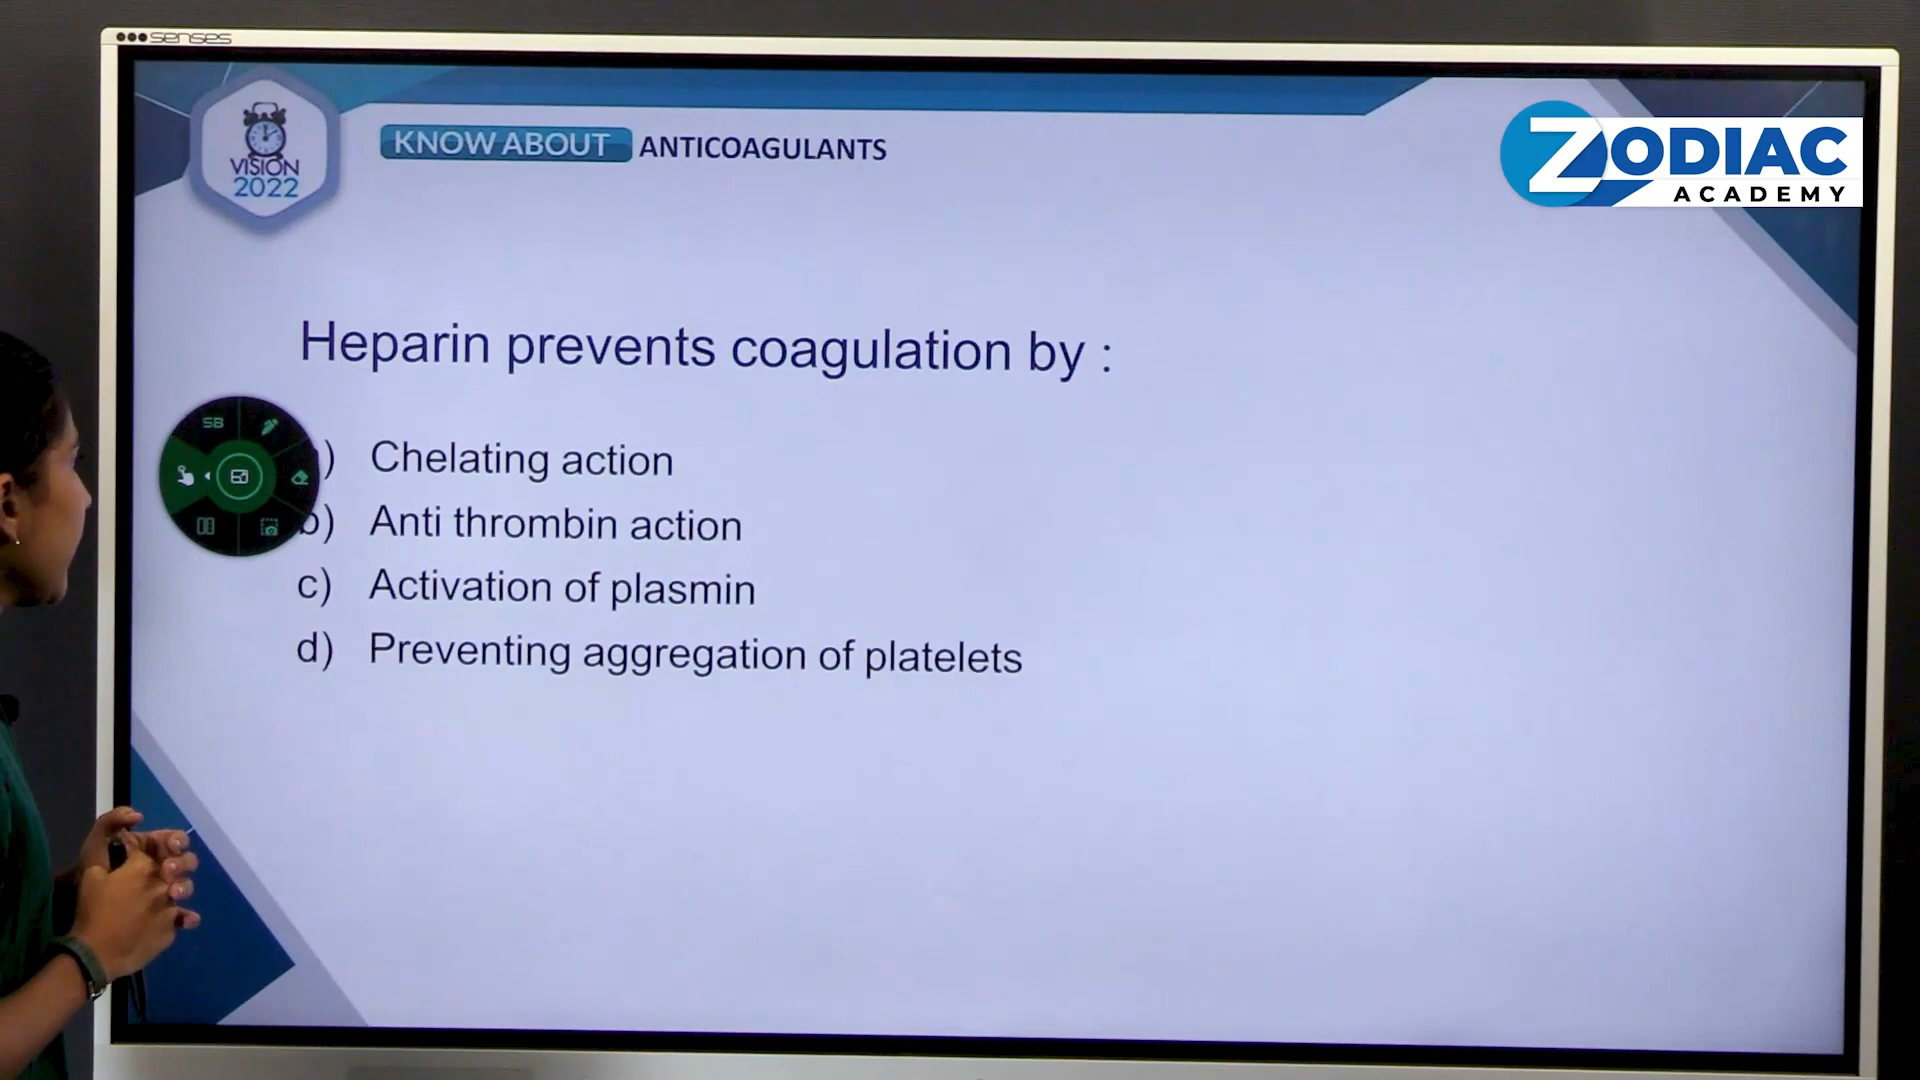 senses
VISION
2022
KNOW ABOUT ANTICOAGULANTS
ZODIAC
ACADEMY
Heparin prevents coagulation by :
SB
) Chelating action
b) Anti thrombin action
c) Activation of plasmin
d) Preventing aggregation of platelets